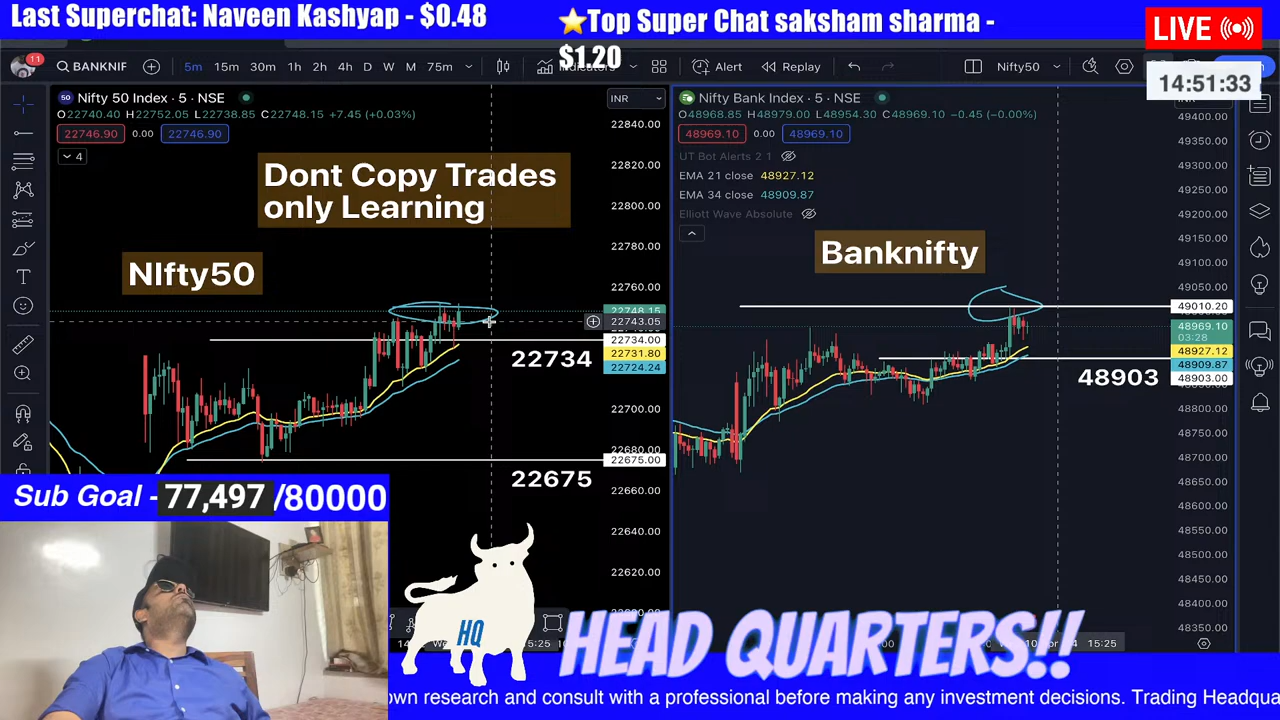 Last Superchat: Naveen Kashyap - $0.48
⭐Top Super Chat saksham sharma -
$1.20
LIVE
14:51:33
11
BANKNIF
5m 15m 30m 1h 2h 4h D W M 75m
Alert
Replay
Nifty50
Nifty 50 Index · 5 · NSE
O22740.40 H22752.05 L22738.85 C22748.15 +7.45 (+0.03%)
22746.90 0.00 22746.90
4
INR
Dont Copy Trades
only Learning
NIfty50
22734
22675
22840.00
22820.00
22800.00
22780.00
22760.00
22748.15
22743.05
22734.00
22731.80
22724.24
22700.00
22680.00
22675.00
22660.00
22640.00
22620.00
Nifty Bank Index · 5 · NSE
O48968.85 H48979.00 L48954.30 C48969.10 −0.45 (−0.00%)
48969.10 0.00 48969.10
UT Bot Alerts 2 1
EMA 21 close 48927.12
EMA 34 close 48909.87
Elliott Wave Absolute
Banknifty
48903
49400.00
49350.00
49300.00
49250.00
49200.00
49150.00
49100.00
49050.00
49010.20
48969.10
03:28
48927.12
48909.87
48903.00
48800.00
48750.00
48700.00
48650.00
48600.00
48550.00
48500.00
48450.00
48400.00
48350.00
15:25
15:25
Sub Goal - 77,497 /80000
HQ
HEAD QUARTERS!!
own research and consult with a professional before making any investment decisions. Trading Headqua